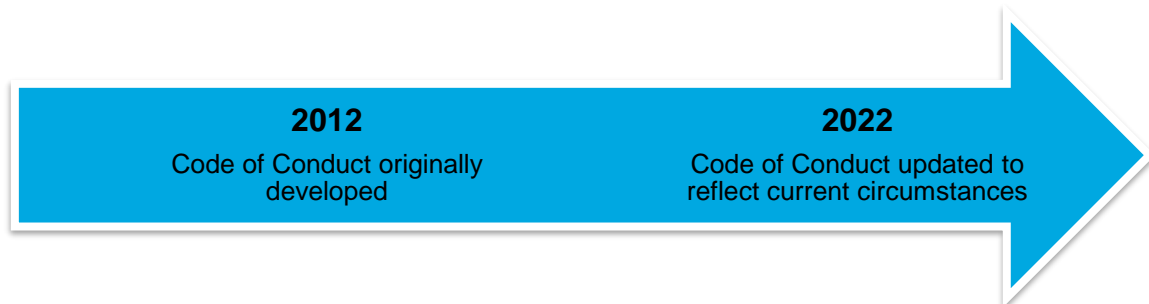 2012
Code of Conduct originally
developed
2022
Code of Conduct updated to
reflect current circumstances